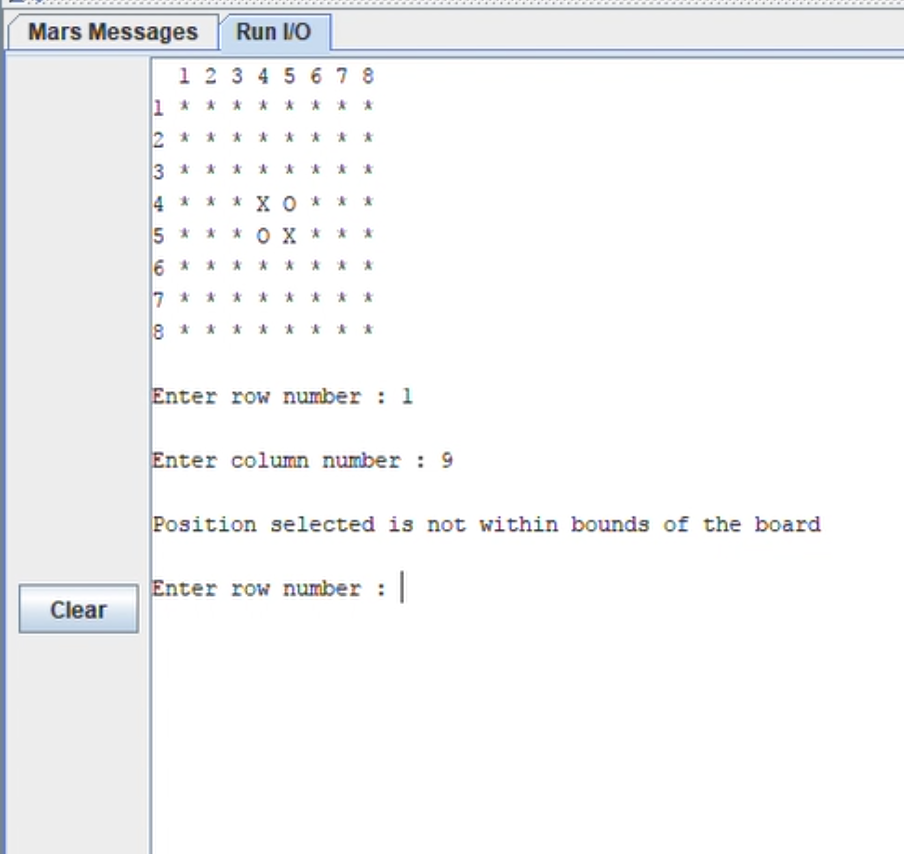 Mars Messages Run I/O
1 2 3 4 5 6 7 8
1 * * * * * * * *
2 * * * * * * * *
3 * * * * * * * *
4 * * * X O * * *
5 * * * O X * * *
6 * * * * * * * *
7 * * * * * * * *
8 * * * * * * * *
Enter row number : 1
Enter column number : 9
Position selected is not within bounds of the board
Enter row number :
Clear